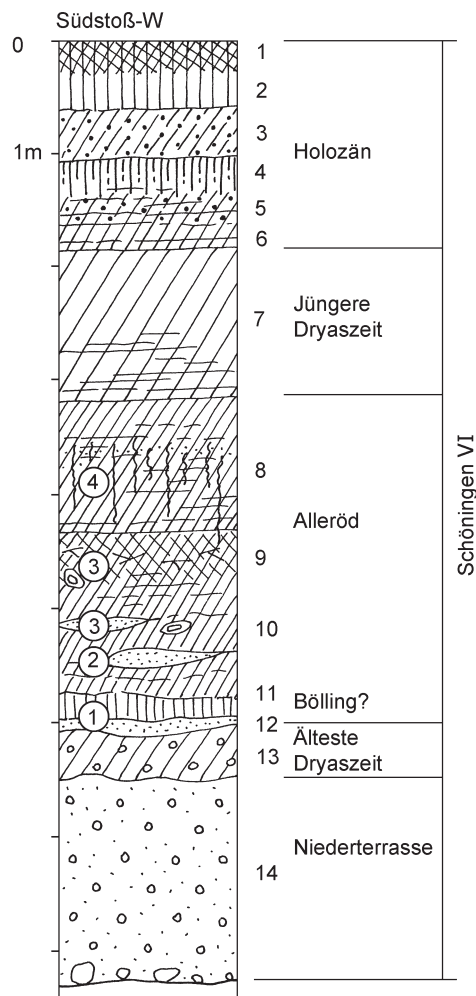 Südstoß-W
0
1
2
3
1m
Holozän
4
5
6
7
Jüngere
Dryaszeit
8
4
Alleröd
9
3
3
10
2
11
Bölling?
1
12
Älteste
13
Dryaszeit
Niederterrasse
14
Schöningen VI